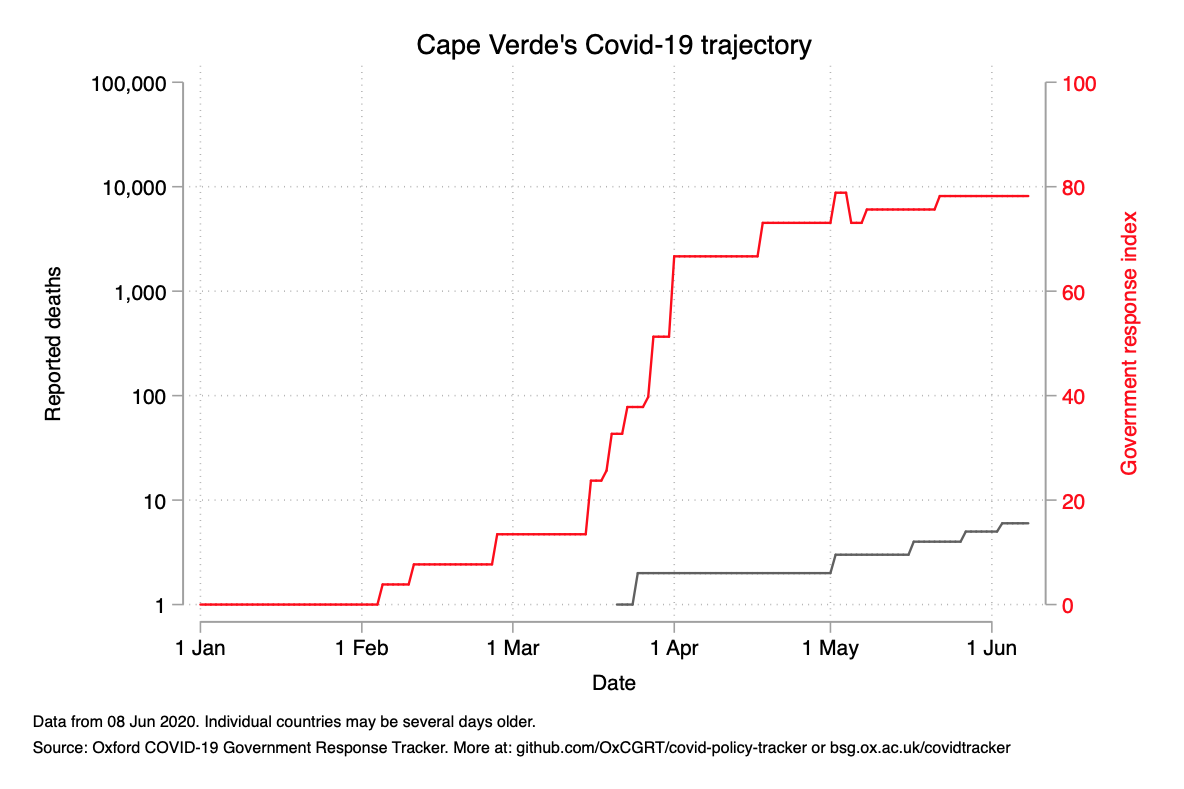 Cape Verde's Covid-19 trajectory
100,000
10,000
1,000
100
10
1
Reported deaths
100
80
60
40
20
0
Government response index
1 Jan
1 Feb
1 Mar
1 Apr
1 May
1 Jun
Date
Data from 08 Jun 2020. Individual countries may be several days older.
Source: Oxford COVID-19 Government Response Tracker. More at: github.com/OxCGRT/covid-policy-tracker or bsg.ox.ac.uk/covidtracker